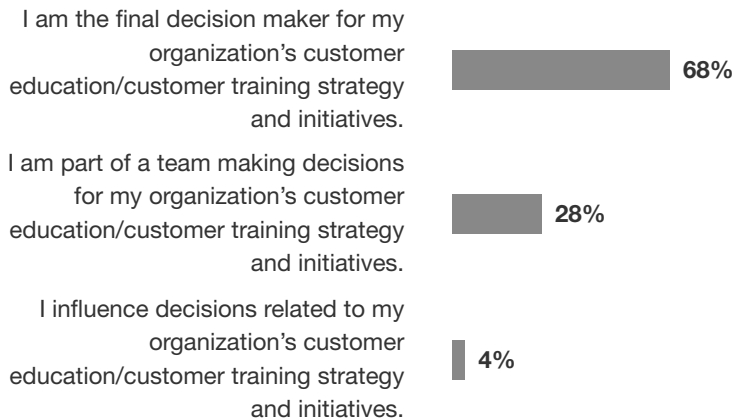 I am the final decision maker for my
organization’s customer
education/customer training strategy
and initiatives.
68%
I am part of a team making decisions
for my organization’s customer
education/customer training strategy
and initiatives.
28%
I influence decisions related to my
organization’s customer
education/customer training strategy
and initiatives.
4%